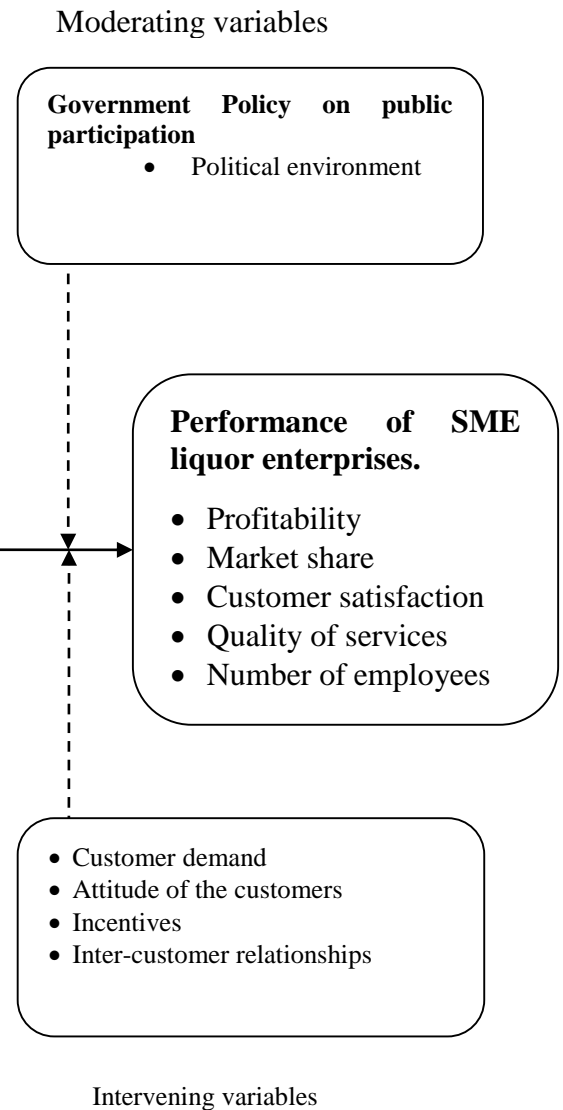 Moderating variables
Government Policy on public
participation
• Political environment
Performance of SME
liquor enterprises.
• Profitability
• Market share
• Customer satisfaction
• Quality of services
• Number of employees
• Customer demand
• Attitude of the customers
• Incentives
• Inter-customer relationships
Intervening variables